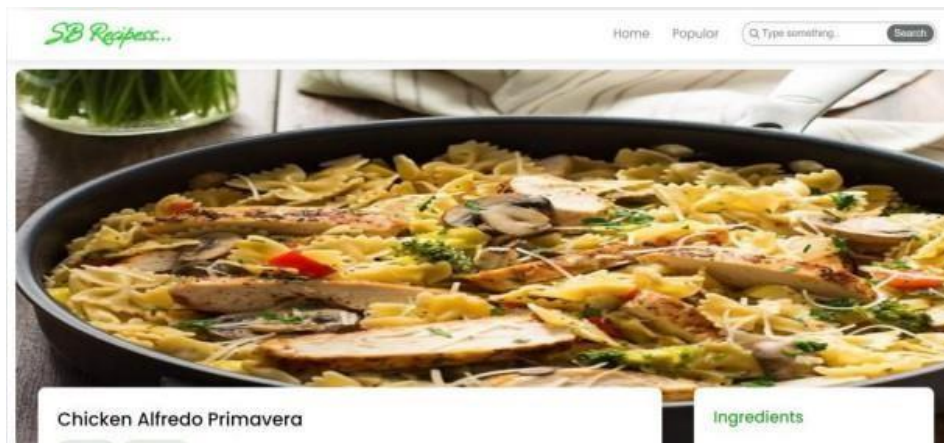 SB Recipess...
Home Popular Type something.. Search
Chicken Alfredo Primavera
Ingredients